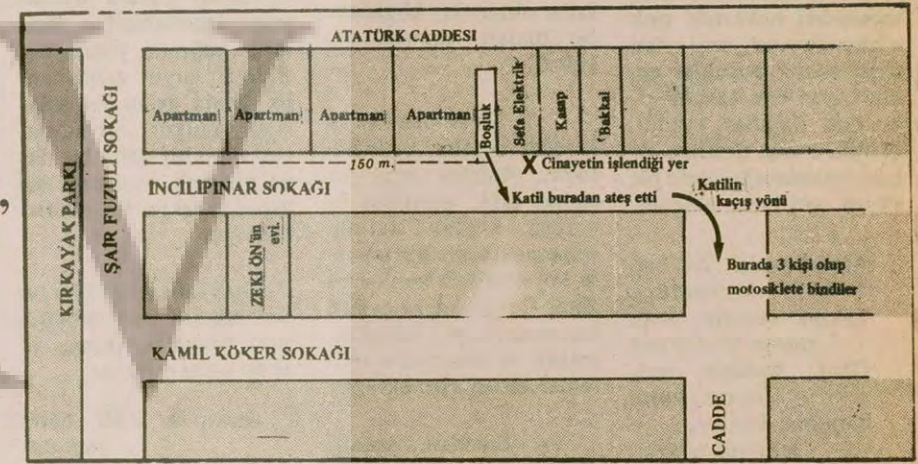 ATATÜRK CADDESI
KIRKAYAK PARKI
ŞAİR FUZULİ SOKAĞI
Apartman
Apartman
Apartman
Apartman
Boşluk
Sefa Elektrik
Kasap
Bakkal
150 m.
X Cinayetin işlendiği yer
İNCİLİPINAR SOKAĞI
Katil buradan ateş etti
Katilin
kaçış yönü
ZEKİ ÖN'ün
evi.
Burada 3 kişi olup
motosiklete bindiler
KAMİL KÖKER SOKAĞI
CADDE